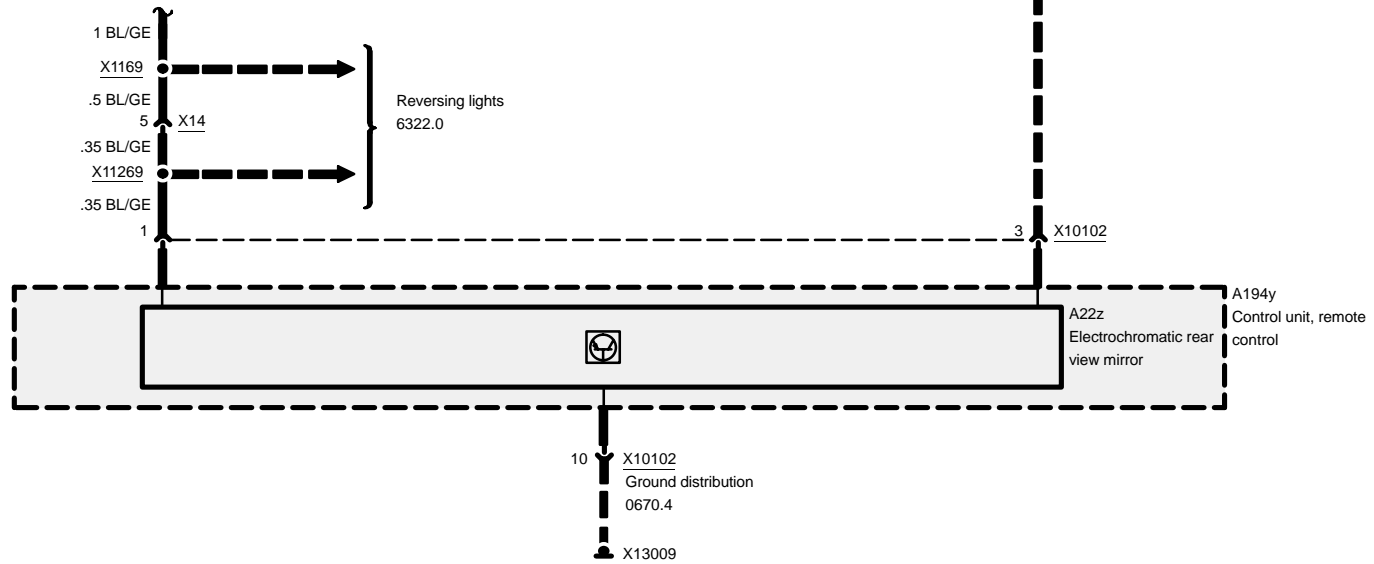 1 BL/GE
X1169
.5 BL/GE
5 X14
.35 BL/GE
X11269
.35 BL/GE
1
Reversing lights
6322.0
3 X10102
A194y
Control unit, remote
control
A22z
Electrochromatic rear
view mirror
10 X10102
Ground distribution
0670.4
X13009